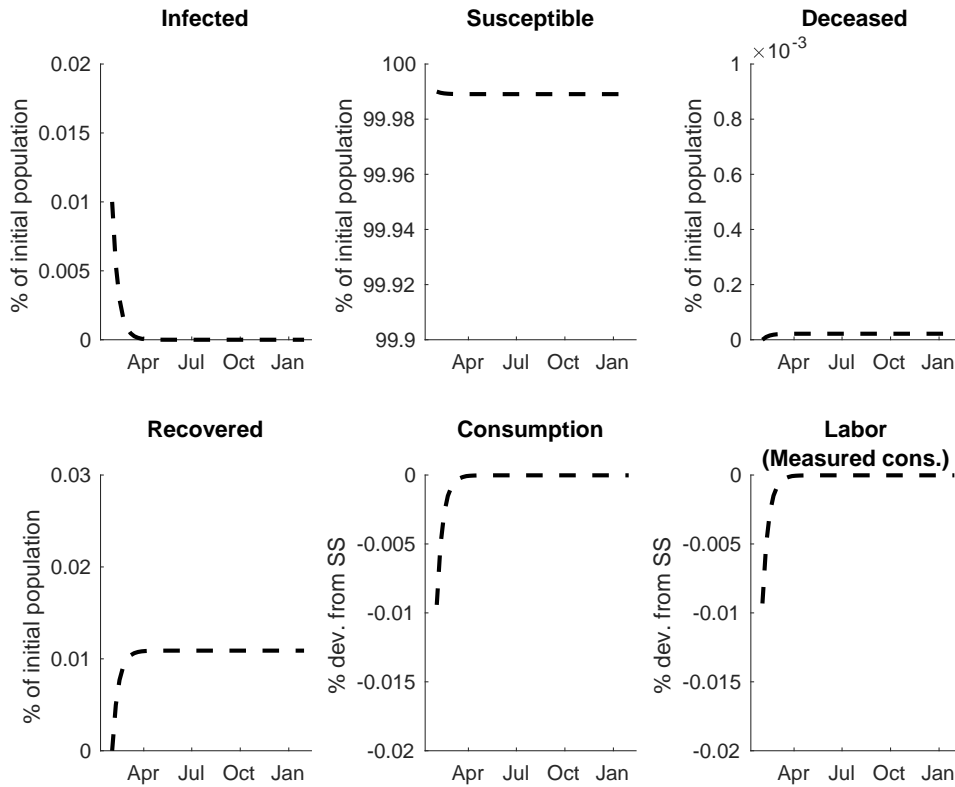 Infected
% of initial population
0.02
0.015
0.01
0.005
0
Apr Jul Oct Jan
Susceptible
% of initial population
100
99.98
99.96
99.94
99.92
99.9
Apr Jul Oct Jan
Deceased
×10⁻³
% of initial population
1
0.8
0.6
0.4
0.2
0
Apr Jul Oct Jan
Recovered
% of initial population
0.03
0.02
0.01
0
Apr Jul Oct Jan
Consumption
% dev. from SS
0
-0.005
-0.01
-0.015
-0.02
Apr Jul Oct Jan
Labor
(Measured cons.)
% dev. from SS
0
-0.005
-0.01
-0.015
-0.02
Apr Jul Oct Jan